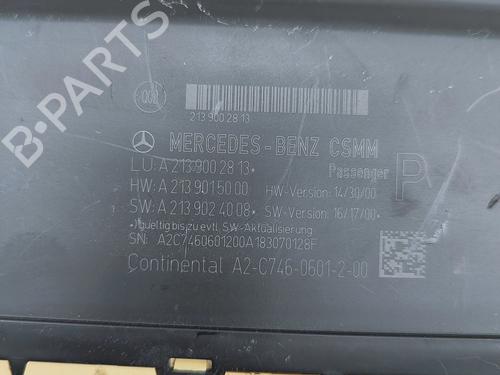 B-PARTS
QUB
213 900 28 13
MERCEDES-BENZ CSMM
LU: A 213 900 28 13* Passenger P
HW: A 213 901 50 00 HW-Version: 14/30/00
SW: A 213 902 40 08* SW-Version: 16/17/00*
*)gueltig bis zu evtl. SW-Aktualisierung
SN: A2C7460601200A183070128F
Continental A2-C746-0601-2-00